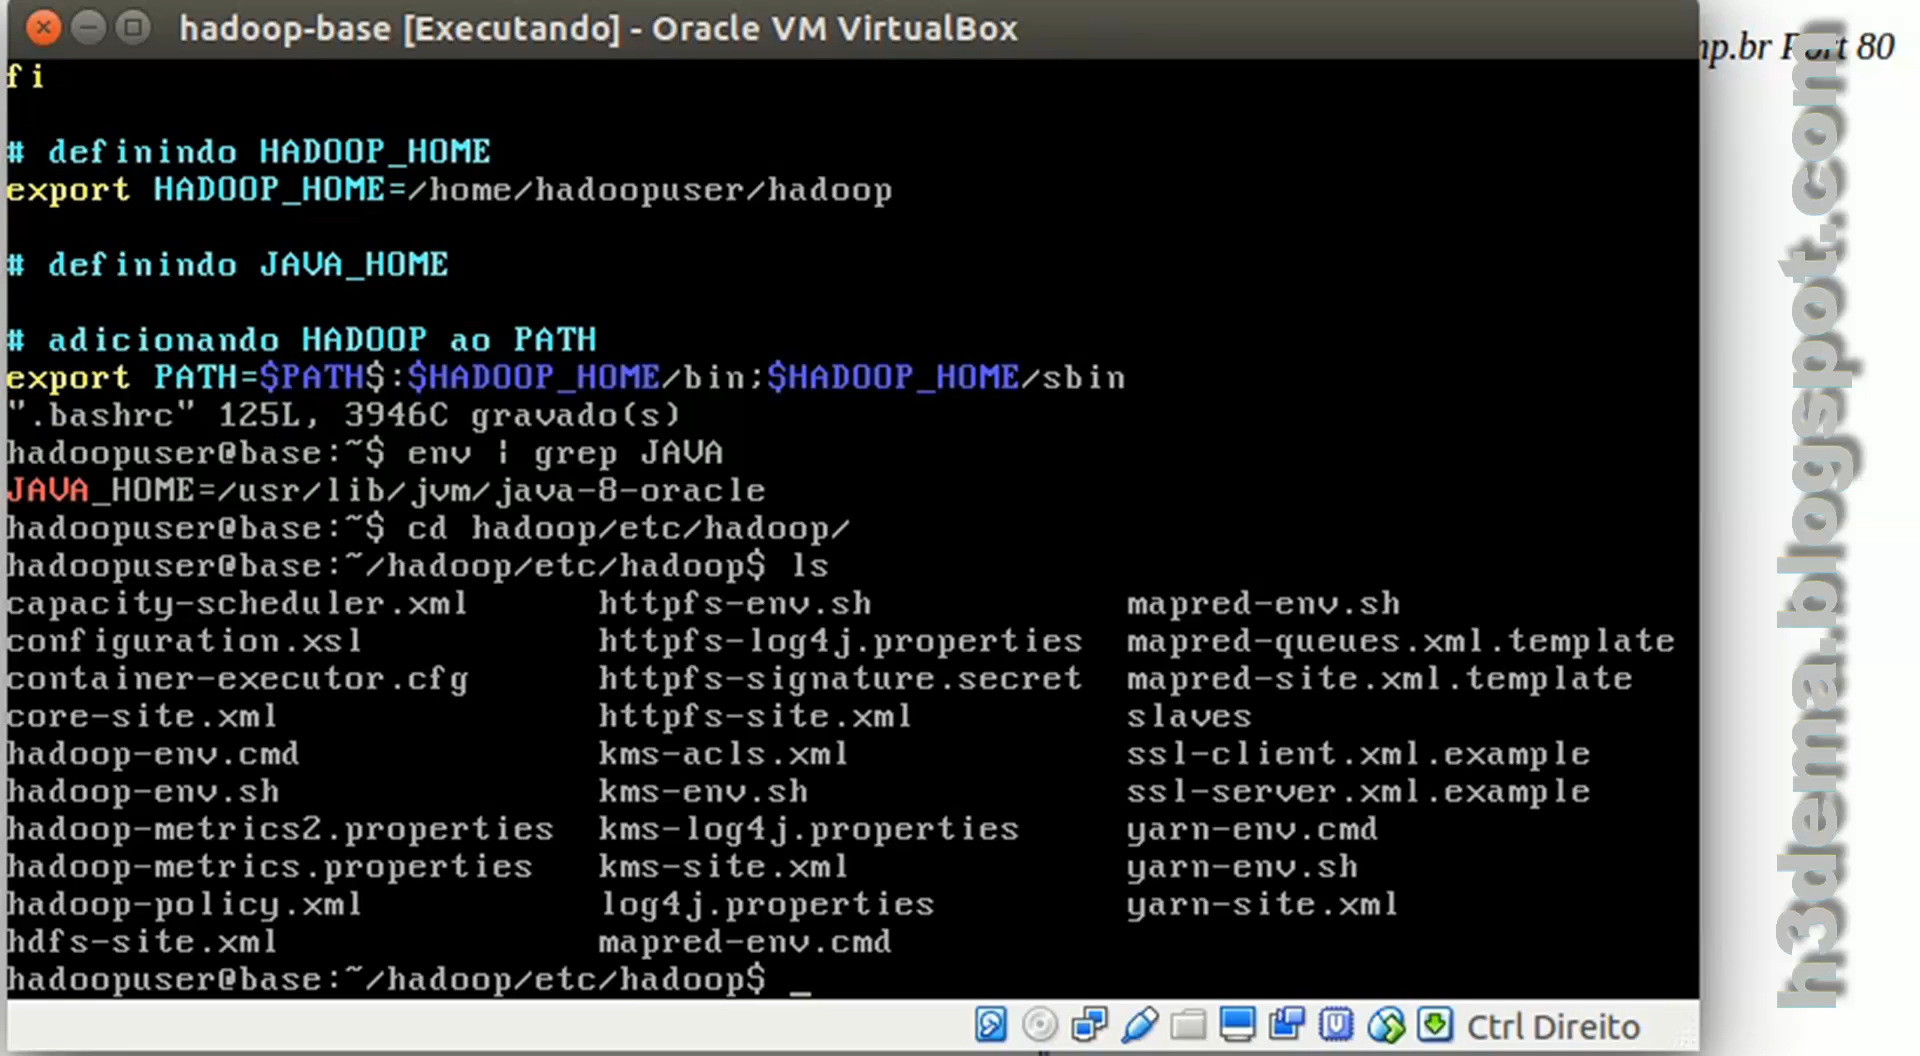 hadoop-base [Executando] - Oracle VM VirtualBox
fi
# definindo HADOOP_HOME
export HADOOP_HOME=/home/hadoopuser/hadoop
# definindo JAVA_HOME
# adicionando HADOOP ao PATH
export PATH=$PATH$:$HADOOP_HOME/bin;$HADOOP_HOME/sbin
".bashrc" 125L, 3946C gravado(s)
hadoopuser@base:~$ env | grep JAVA
JAVA_HOME=/usr/lib/jvm/java-8-oracle
hadoopuser@base:~$ cd hadoop/etc/hadoop/
hadoopuser@base:~/hadoop/etc/hadoop$ ls
capacity-scheduler.xml httpfs-env.sh mapred-env.sh
configuration.xsl httpfs-log4j.properties mapred-queues.xml.template
container-executor.cfg httpfs-signature.secret mapred-site.xml.template
core-site.xml httpfs-site.xml slaves
hadoop-env.cmd kms-acls.xml ssl-client.xml.example
hadoop-env.sh kms-env.sh ssl-server.xml.example
hadoop-metrics2.properties kms-log4j.properties yarn-env.cmd
hadoop-metrics.properties kms-site.xml yarn-env.sh
hadoop-policy.xml log4j.properties yarn-site.xml
hdfs-site.xml mapred-env.cmd
hadoopuser@base:~/hadoop/etc/hadoop$ _
Ctrl Direito
Port 80
h3dema.blogspot.com